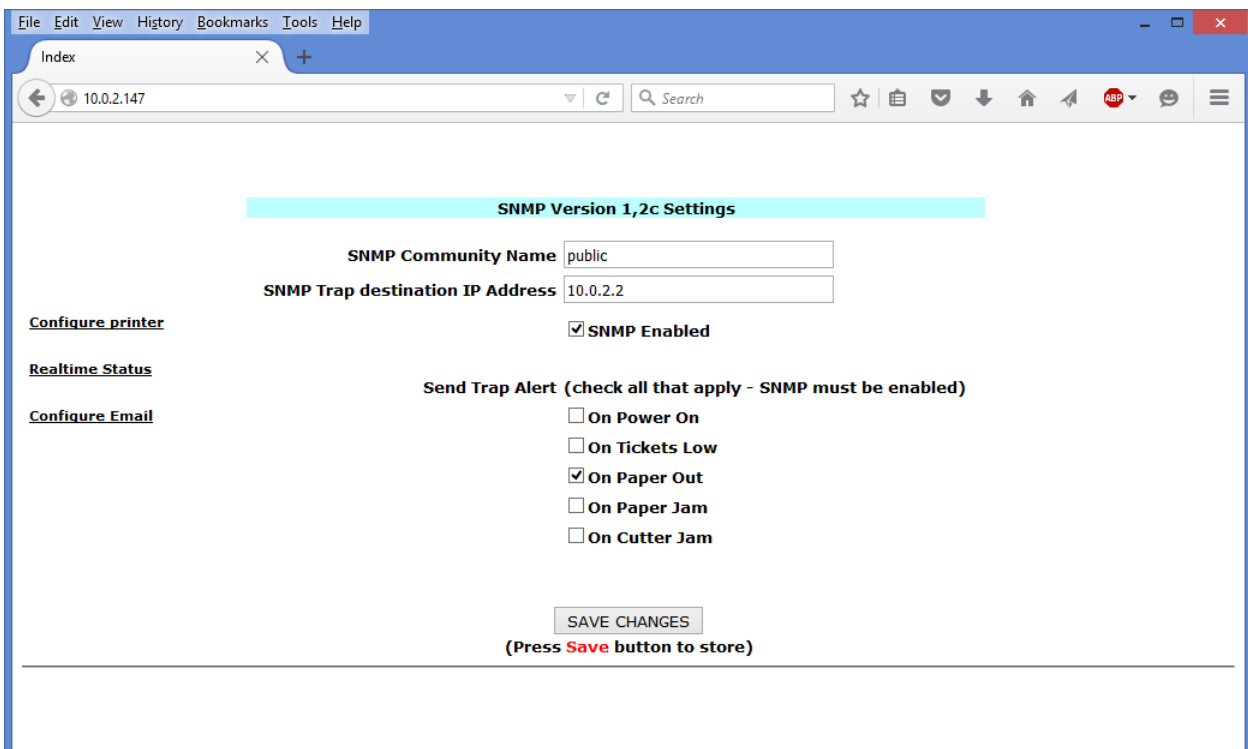 File Edit View History Bookmarks Tools Help
Index
10.0.2.147
Search
ABP
SNMP Version 1,2c Settings
SNMP Community Name public
SNMP Trap destination IP Address 10.0.2.2
Configure printer
SNMP Enabled
Realtime Status
Send Trap Alert (check all that apply - SNMP must be enabled)
Configure Email
On Power On
On Tickets Low
On Paper Out
On Paper Jam
On Cutter Jam
SAVE CHANGES
(Press Save button to store)